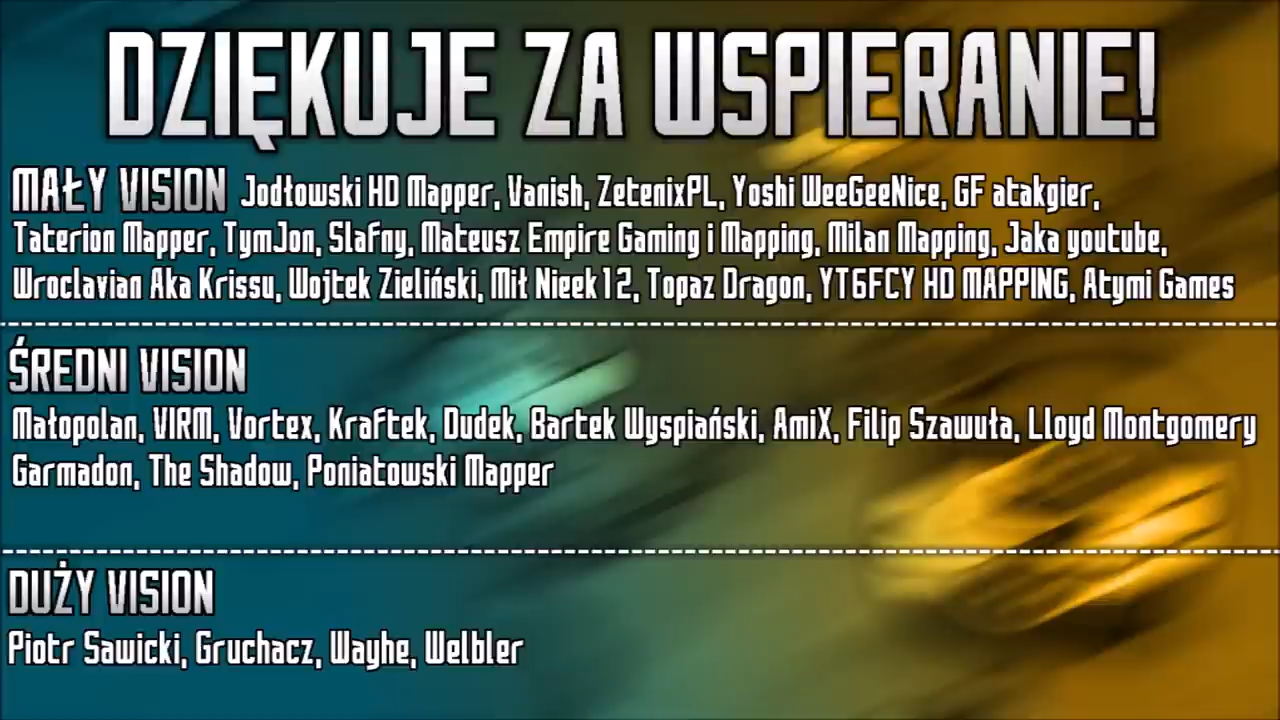 DZIĘKUJE ZA WSPIERANIE!
MAŁY VISION Jodłowski HD Mapper, Vanish, ZetenixPL, Yoshi WeeGeeNice, GF atakgier,
Taterion Mapper, TymJon, Slafny, Mateusz Empire Gaming i Mapping, Milan Mapping, Jaka youtube,
Wroclavian Aka Krissu, Wojtek Zieliński, Mił Nieek12, Topaz Dragon, YT6FCY HD MAPPING, Atymi Games
ŚREDNI VISION
Małopolan, VIRM, Vortex, Kraftek, Dudek, Bartek Wyspiański, AmiX, Filip Szawuła, Lloyd Montgomery
Garmadon, The Shadow, Poniatowski Mapper
DUŻY VISION
Piotr Sawicki, Gruchacz, Wayhe, Welbler